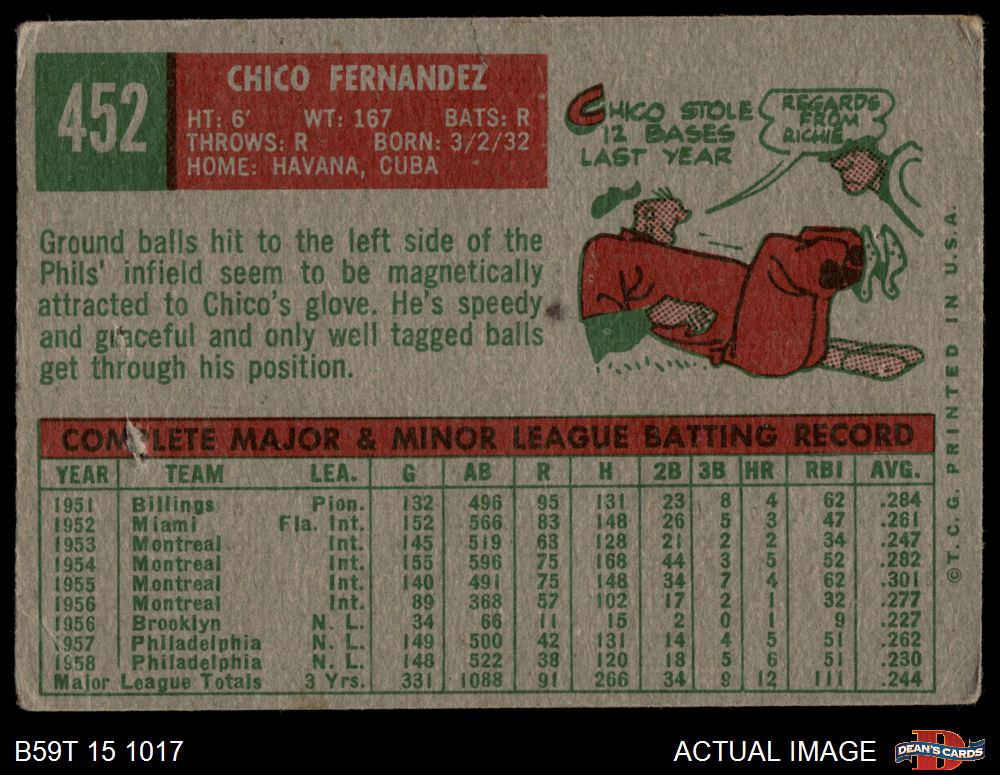 452
CHICO FERNANDEZ
HT: 6' WT: 167 BATS: R
THROWS: R BORN: 3/2/32
HOME: HAVANA, CUBA
CHICO STOLE
12 BASES
LAST YEAR
REGARDS
FROM
RICHIE
Ground balls hit to the left side of the
Phils' infield seem to be magnetically
attracted to Chico's glove. He's speedy
and graceful and only well tagged balls
get through his position.
COMPLETE MAJOR & MINOR LEAGUE BATTING RECORD
YEAR TEAM LEA. G AB R H 2B 3B HR RBI AVG.
1951 Billings Pion. 132 496 95 131 23 8 4 62 .284
1952 Miami Fla. Int. 152 566 83 148 26 5 3 47 .261
1953 Montreal Int. 145 519 63 128 21 2 2 34 .247
1954 Montreal Int. 155 596 75 168 44 3 5 52 .282
1955 Montreal Int. 140 491 75 148 34 7 4 62 .301
1956 Montreal Int. 89 368 57 102 17 2 1 32 .277
1956 Brooklyn N. L. 34 66 11 15 2 0 1 9 .227
1957 Philadelphia N. L. 149 500 42 131 14 4 5 51 .262
1958 Philadelphia N. L. 148 522 38 120 18 5 6 51 .230
Major League Totals 3 Yrs. 331 1088 91 266 34 9 12 111 .244
©T. C. G. PRINTED IN U.S.A.
B59T 15 1017
ACTUAL IMAGE
DEAN'S CARDS